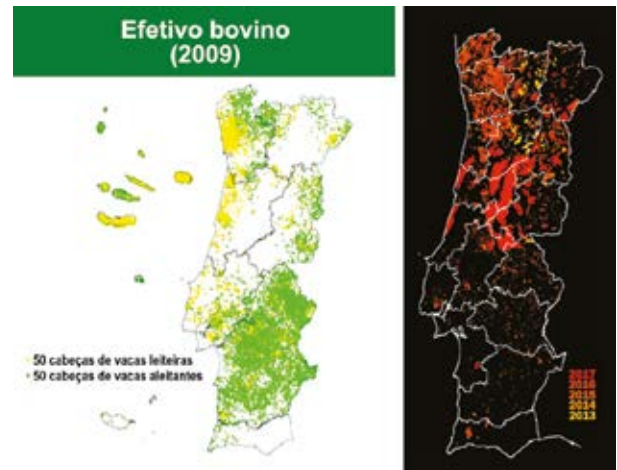 Efetivo bovino
(2009)
50 cabeças de vacas leiteiras
50 cabeças de vacas aleitantes
2017
2016
2015
2014
2013